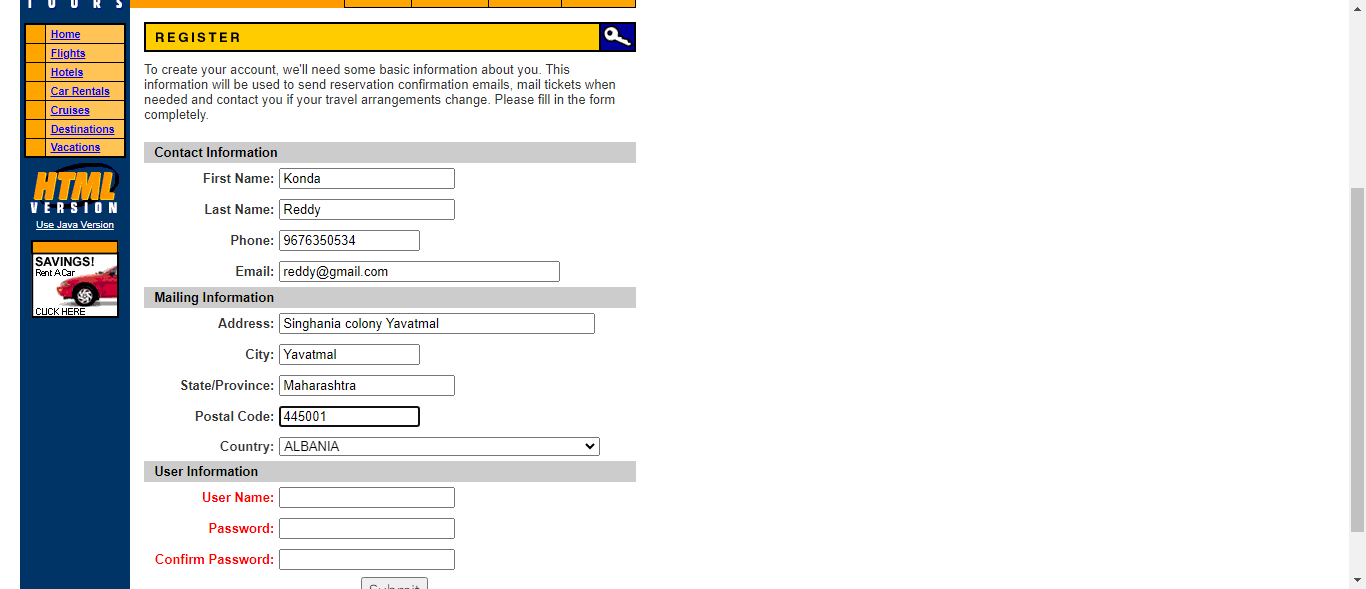 TOURS
Home
Flights
Hotels
Car Rentals
Cruises
Destinations
Vacations
HTML
VERSION
Use Java Version
SAVINGS!
Rent A Car
CLICK HERE
REGISTER
To create your account, we'll need some basic information about you. This
information will be used to send reservation confirmation emails, mail tickets when
needed and contact you if your travel arrangements change. Please fill in the form
completely.
Contact Information
First Name: Konda
Last Name: Reddy
Phone: 9676350534
Email: reddy@gmail.com
Mailing Information
Address: Singhania colony Yavatmal
City: Yavatmal
State/Province: Maharashtra
Postal Code: 445001
Country: ALBANIA
User Information
User Name:
Password:
Confirm Password:
Submit